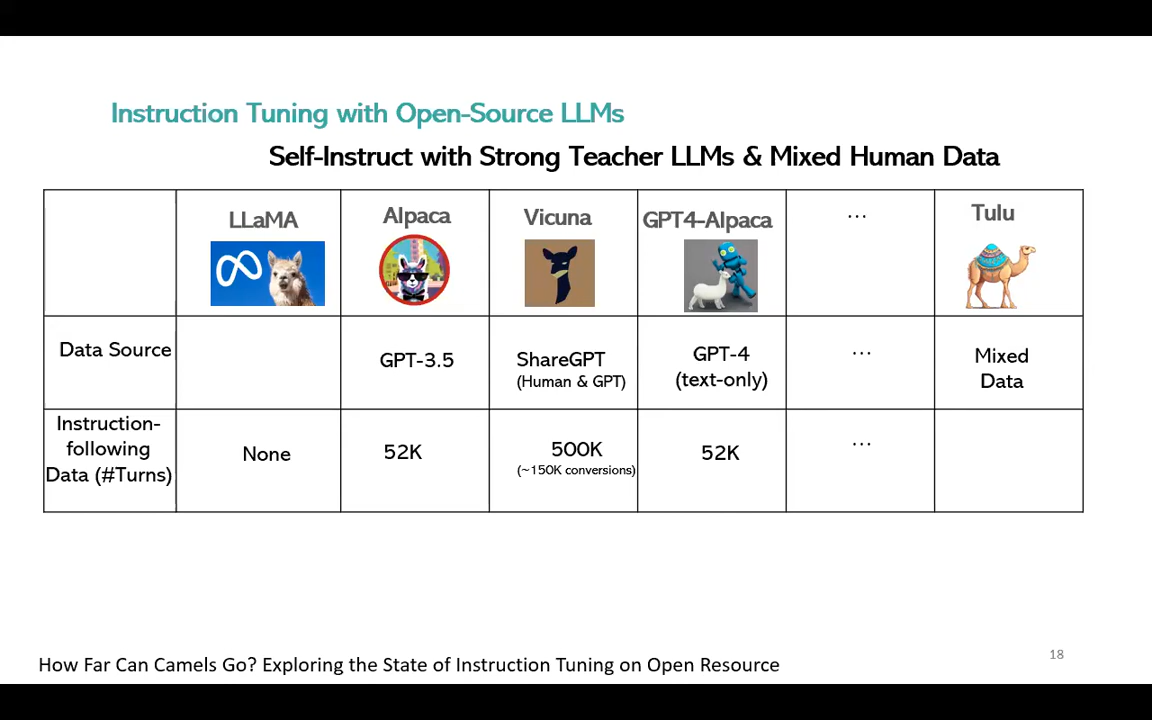 Instruction Tuning with Open-Source LLMs
Self-Instruct with Strong Teacher LLMs & Mixed Human Data
LLaMA
Alpaca
Vicuna
GPT4-Alpaca
...
Tulu
Data Source
GPT-3.5
ShareGPT
(Human & GPT)
GPT-4
(text-only)
...
Mixed
Data
Instruction-
following
Data (#Turns)
None
52K
500K
(~150K conversions)
52K
...
How Far Can Camels Go? Exploring the State of Instruction Tuning on Open Resource
18